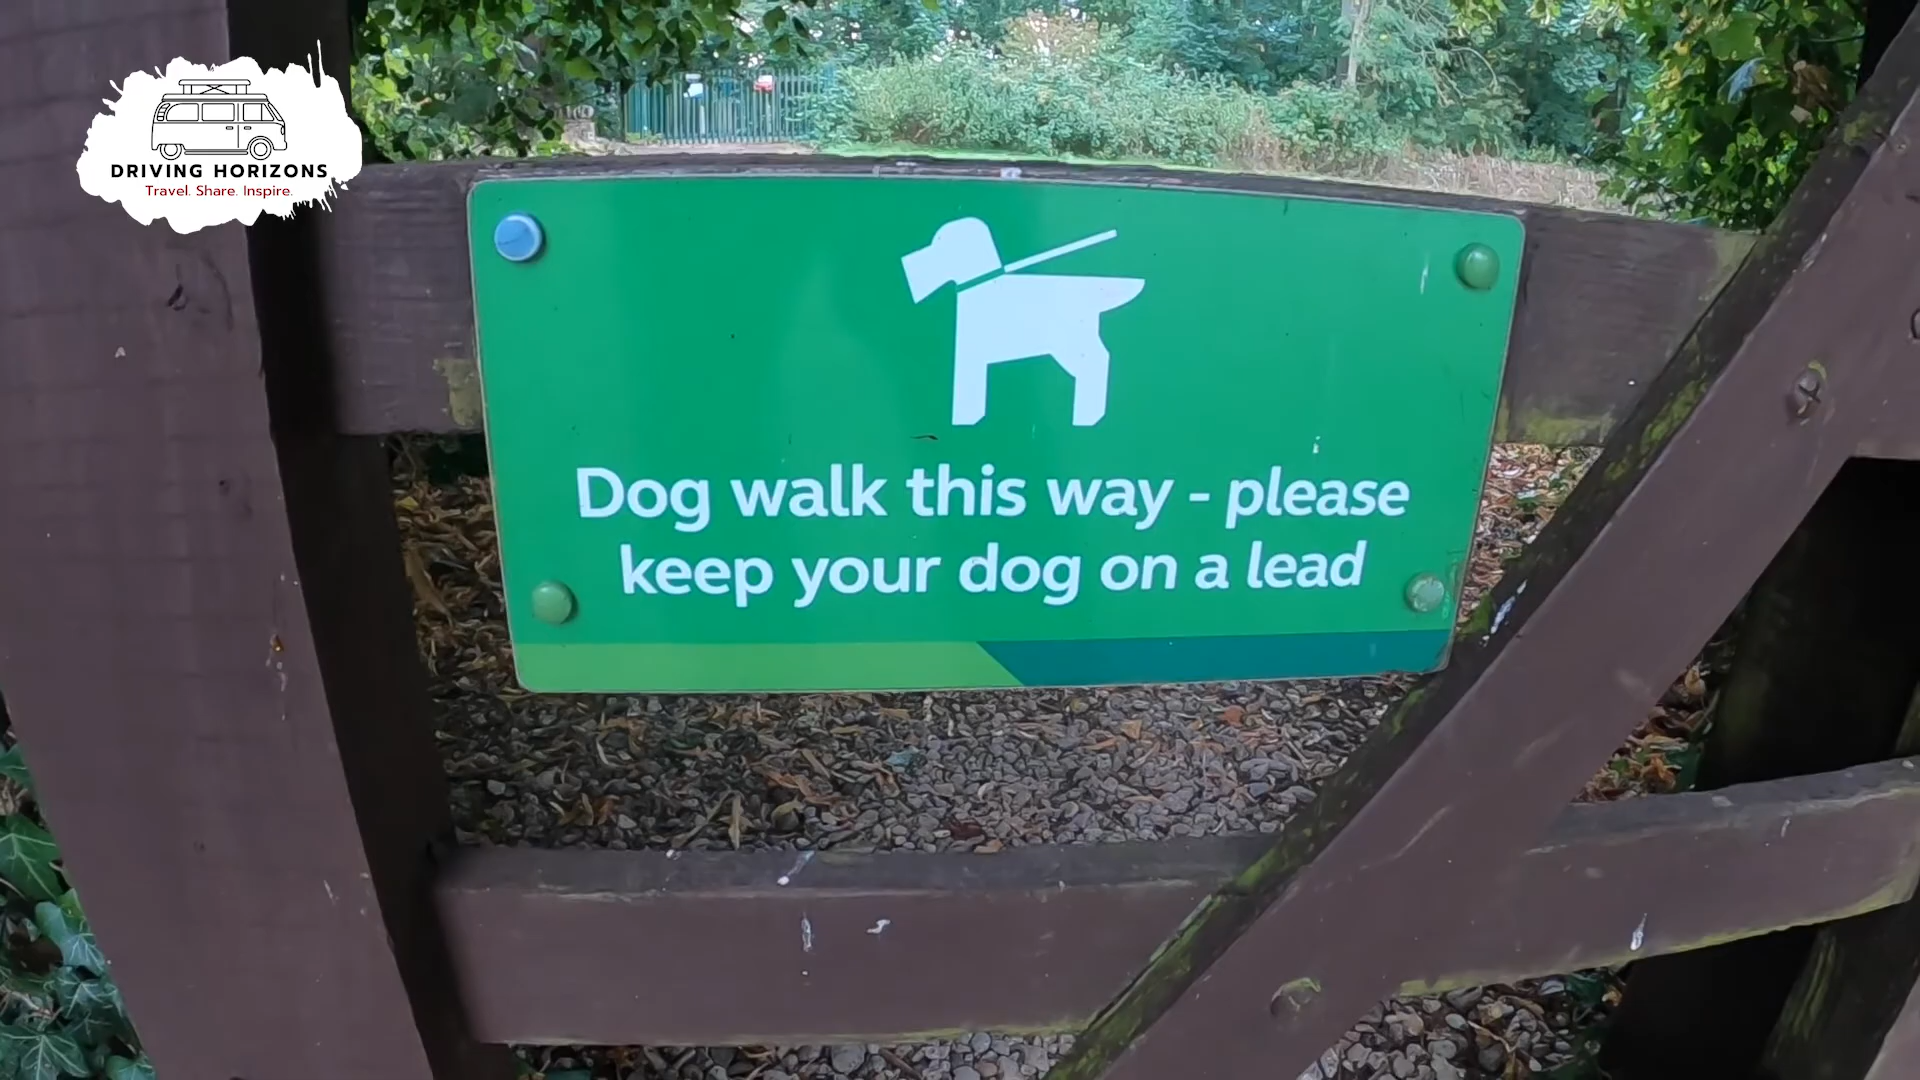 DRIVING HORIZONS
Travel. Share. Inspire.
Dog walk this way - please
keep your dog on a lead